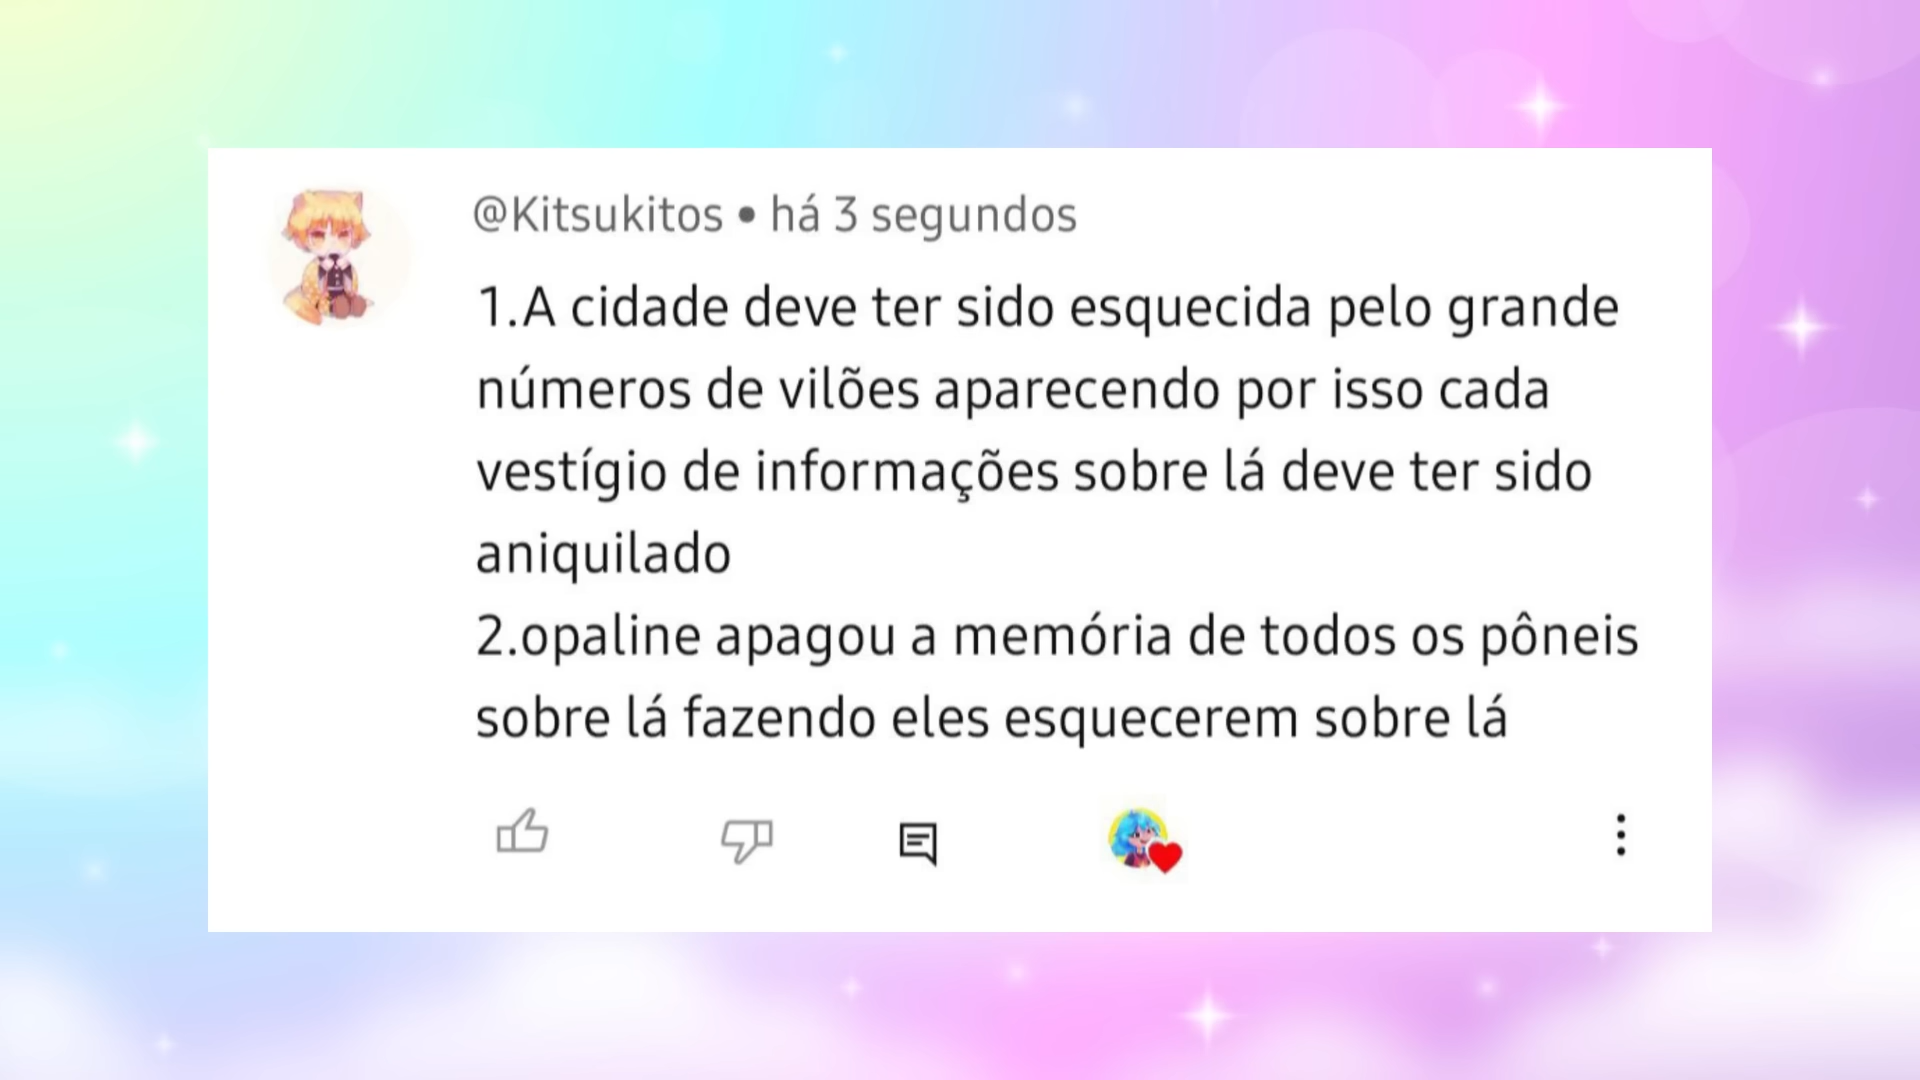 @Kitsukitos • há 3 segundos
1.A cidade deve ter sido esquecida pelo grande
números de vilões aparecendo por isso cada
vestígio de informações sobre lá deve ter sido
aniquilado
2.opaline apagou a memória de todos os pôneis
sobre lá fazendo eles esquecerem sobre lá